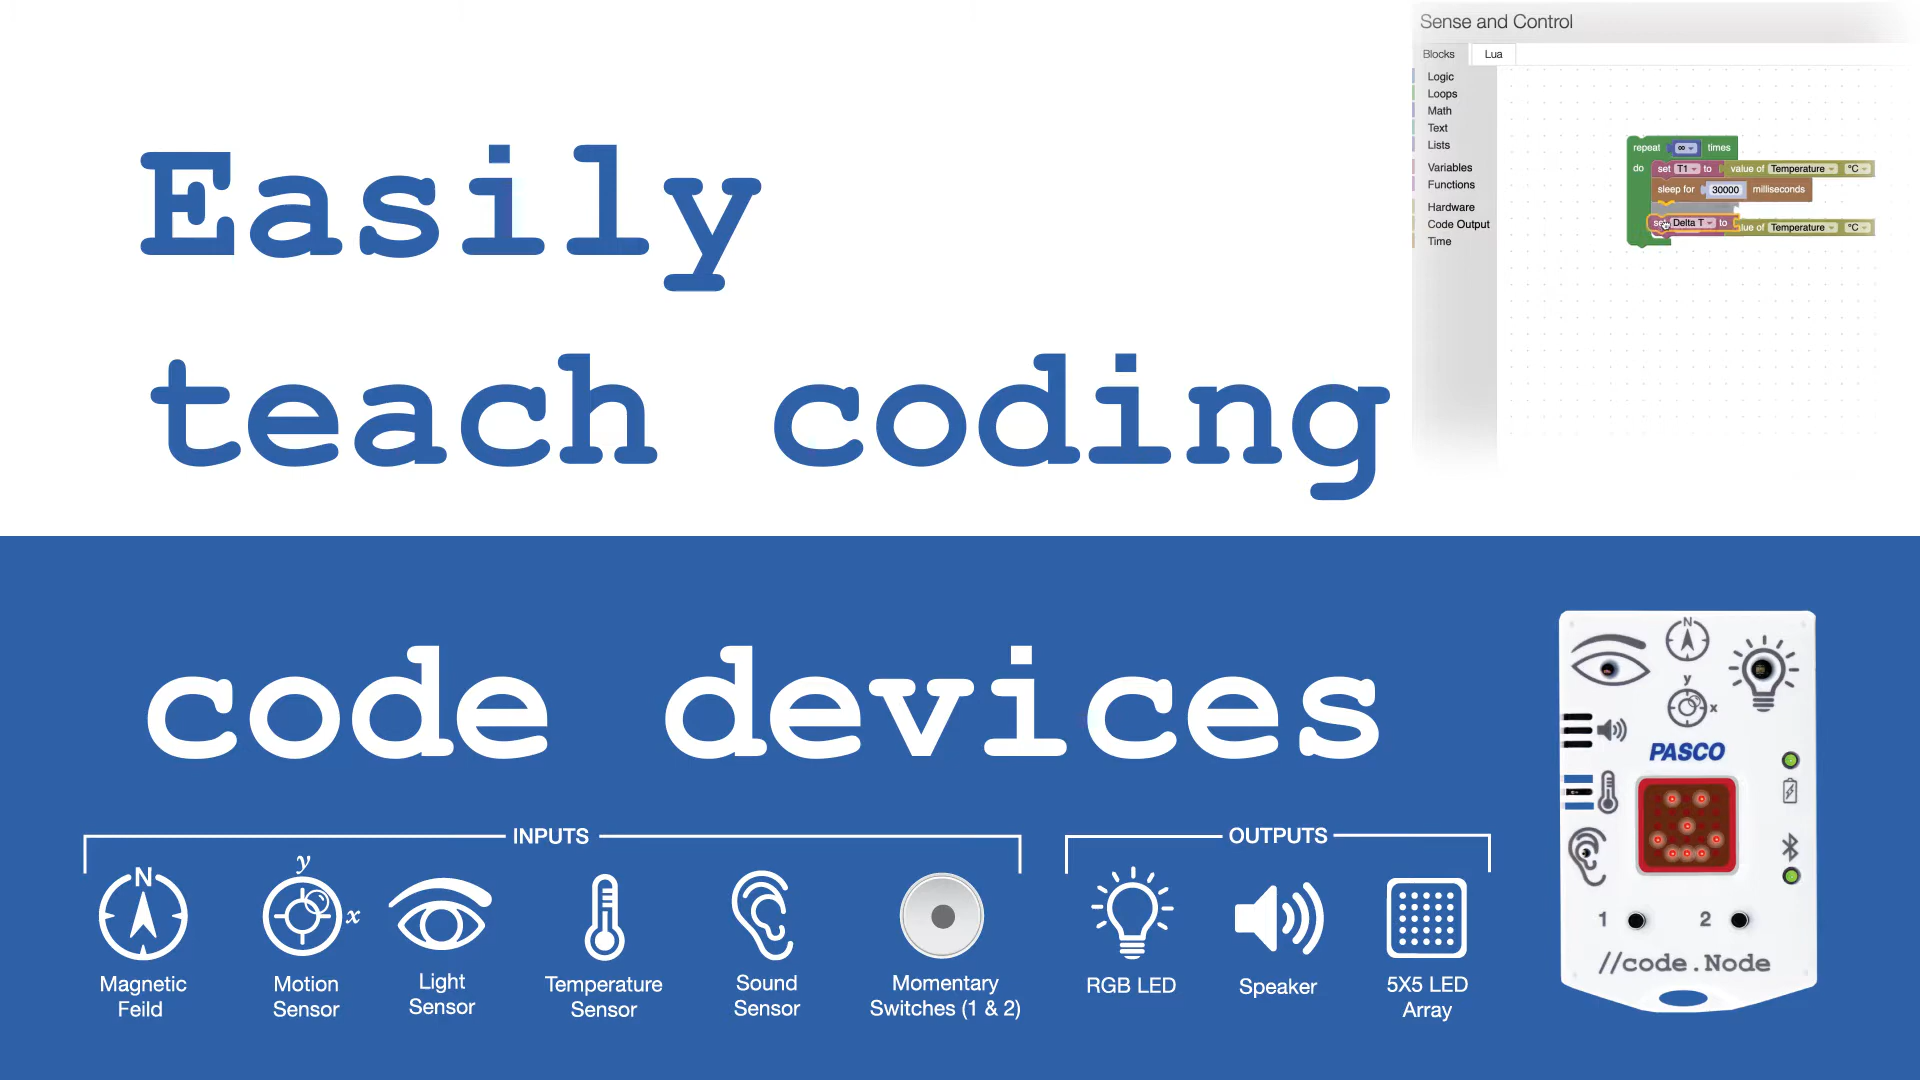 Sense and Control
Blocks
Lua
Logic
Loops
Math
Text
Lists
Variables
Functions
Hardware
Code Output
Time
repeat ∞ times
do set T1 to value of Temperature °C
sleep for 30000 milliseconds
Delta T to
Temperature °C
Easily
teach coding
code devices
INPUTS
OUTPUTS
N
y
x
Magnetic
Feild
Motion
Sensor
Light
Sensor
Temperature
Sensor
Sound
Sensor
Momentary
Switches (1 & 2)
RGB LED
Speaker
5X5 LED
Array
N
y
x
PASCO
1
2
//code.Node